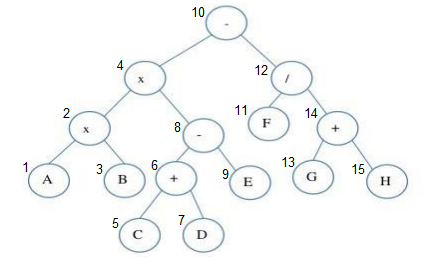 10 -
4 x 12 /
2 x 8 - 11 F 14 +
1 A 3 B 6 + 9 E 13 G 15 H
5 C 7 D